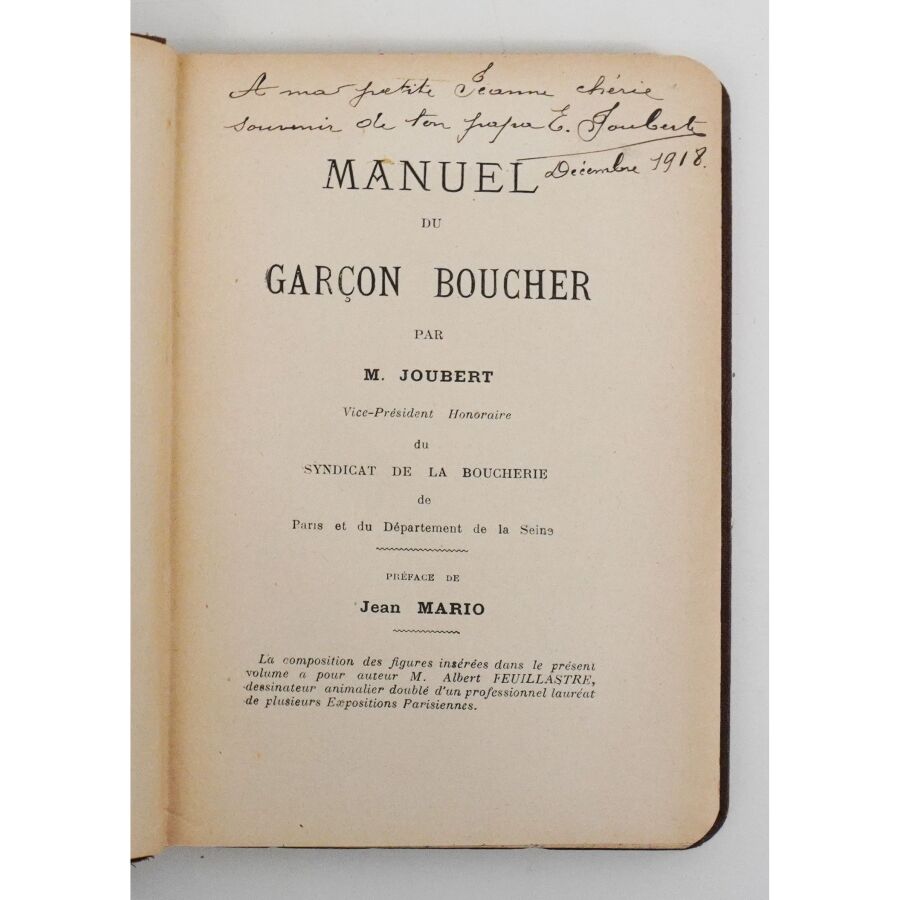 A ma petite Jeanne chérie
souvenir de ton papa E. Joubert
Décembre 1918.
MANUEL
DU
GARÇON BOUCHER
PAR
M. JOUBERT
Vice-Président Honoraire
du
SYNDICAT DE LA BOUCHERIE
de
Paris et du Département de la Seine
PRÉFACE DE
Jean MARIO
La composition des figures insérées dans le présent
volume a pour auteur M. Albert FEUILLASTRE,
dessinateur animalier doublé d'un professionnel lauréat
de plusieurs Expositions Parisiennes.